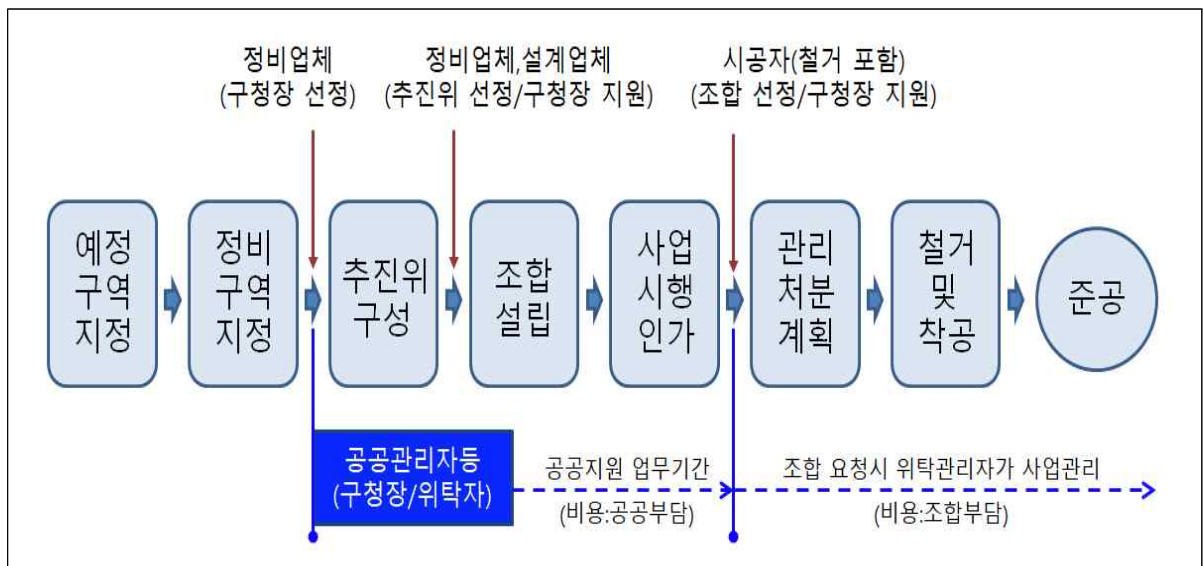 정비업체
(구청장 선정)
정비업체,설계업체
(추진위 선정/구청장 지원)
시공자(철거 포함)
(조합 선정/구청장 지원)
예정
구역
지정
정비
구역
지정
추진위
구성
조합
설립
사업
시행
인가
관리
처분
계획
철거
및
착공
준공
공공관리자등
(구청장/위탁자)
공공지원 업무기간
(비용:공공부담)
조합 요청시 위탁관리자가 사업관리
(비용:조합부담)